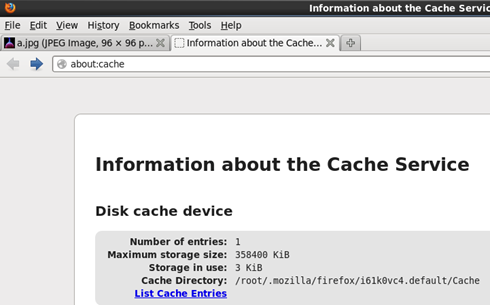 Information about the Cache Servic
File Edit View History Bookmarks Tools Help
a.jpg (JPEG Image, 96 × 96 p... Information about the Cache...
about:cache
Information about the Cache Service
Disk cache device
Number of entries: 1
Maximum storage size: 358400 KiB
Storage in use: 3 KiB
Cache Directory: /root/.mozilla/firefox/i61k0vc4.default/Cache
List Cache Entries